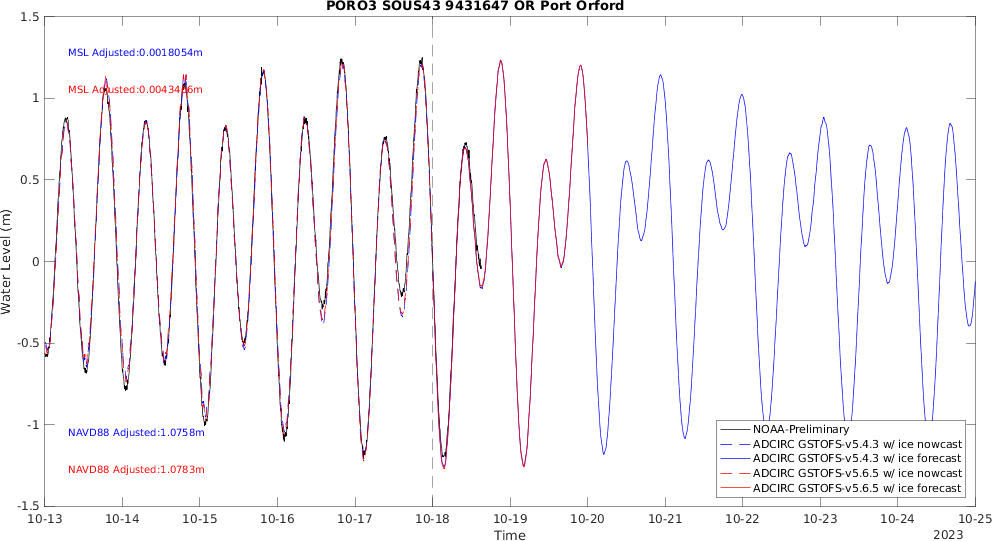 PORO3 SOUS43 9431647 OR Port Orford
1.5
1
0.5
0
-0.5
-1
-1.5
Water Level (m)
MSL Adjusted:0.0018054m
MSL
NAVD88 Adjusted:1.0758m
NAVD88 Adjusted:1.0783m
NOAA-Preliminary
ADCIRC GSTOFS-v5.4.3 w/ ice nowcast
ADCIRC GSTOFS-v5.4.3 w/ ice forecast
ADCIRC GSTOFS-v5.6.5 w/ ice nowcast
ADCIRC GSTOFS-v5.6.5 w/ ice forecast
10-13 10-14 10-15 10-16 10-17 10-18 10-19 10-20 10-21 10-22 10-23 10-24 10-25
Time
2023